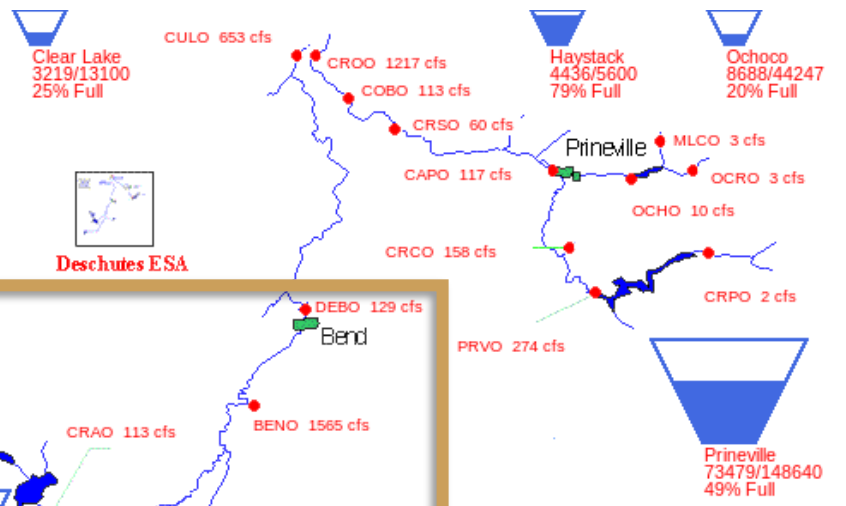 CULO 653 cfs
Clear Lake
3219/13100
25% Full
CROO 1217 cfs
Haystack
4436/5600
79% Full
Ochoco
8688/44247
20% Full
COBO 113 cfs
CRSO 60 cfs
Prineville
MLCO 3 cfs
CAPO 117 cfs
OCRO 3 cfs
OCHO 10 cfs
Deschutes ESA
CRCO 158 cfs
CRPO 2 cfs
DEBO 129 cfs
Bend
PRVO 274 cfs
BENO 1565 cfs
CRAO 113 cfs
Prineville
73479/148640
49% Full